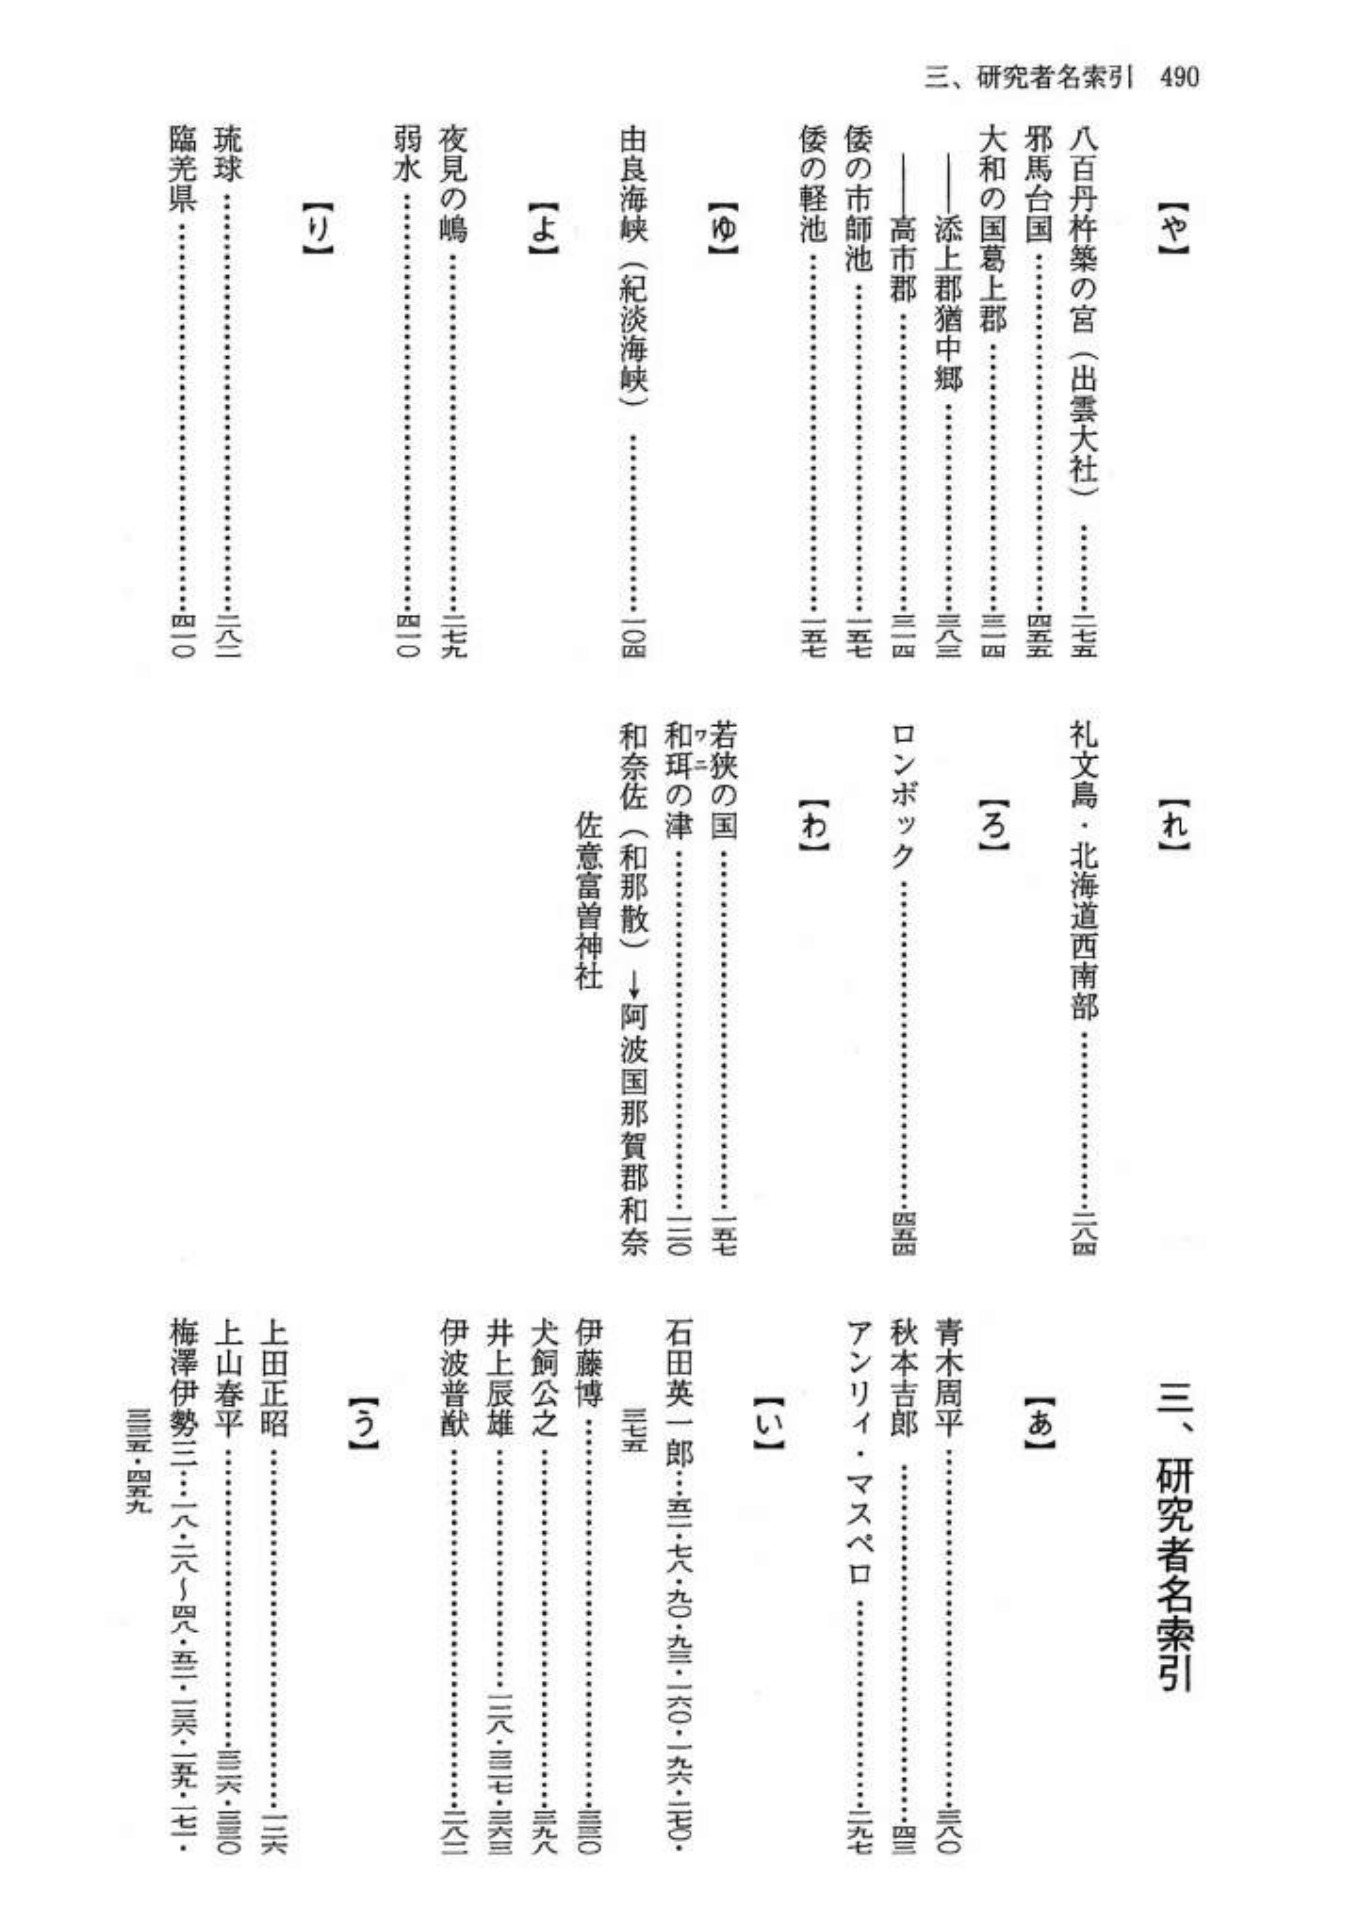 三、研究者名索引 490
【や】
八百丹杵築の宮（出雲大社）…………二七五
邪馬台国…………四五五
大和の国葛上郡…………三一四
――添上郡猶中郷…………三八三
――高市郡…………三一四
倭の市師池…………一五七
倭の軽池…………一五七
【ゆ】
由良海峡（紀淡海峡）…………一〇四
【よ】
夜見の嶋…………二七九
弱水…………四一〇
【り】
琉球…………二八二
臨羌県…………四一〇
【れ】
礼文島・北海道西南部…………二八四
【ろ】
ロンボック…………四五四
【わ】
若狭の国…………一五七
和珥の津…………一二〇
ワニ
和奈佐（和那散）→阿波国那賀郡和奈
佐意富曽神社
三、研究者名索引
【あ】
青木周平…………三八〇
秋本吉郎…………四三
アンリィ・マスペロ…………二九七
【い】
石田英一郎…五二・七八・九〇・九三・一六〇・一九六・二七〇・
三七五
伊藤博…………三三〇
犬飼公之…………三九八
井上辰雄…………一二八・三二七・三六三
伊波普猷…………二八二
【う】
上田正昭…………一二六
上山春平…………三二六・三三〇
梅澤伊勢三…一八・二八〜四八・五二・一三六・一五九・一七一・
三三五・四五九